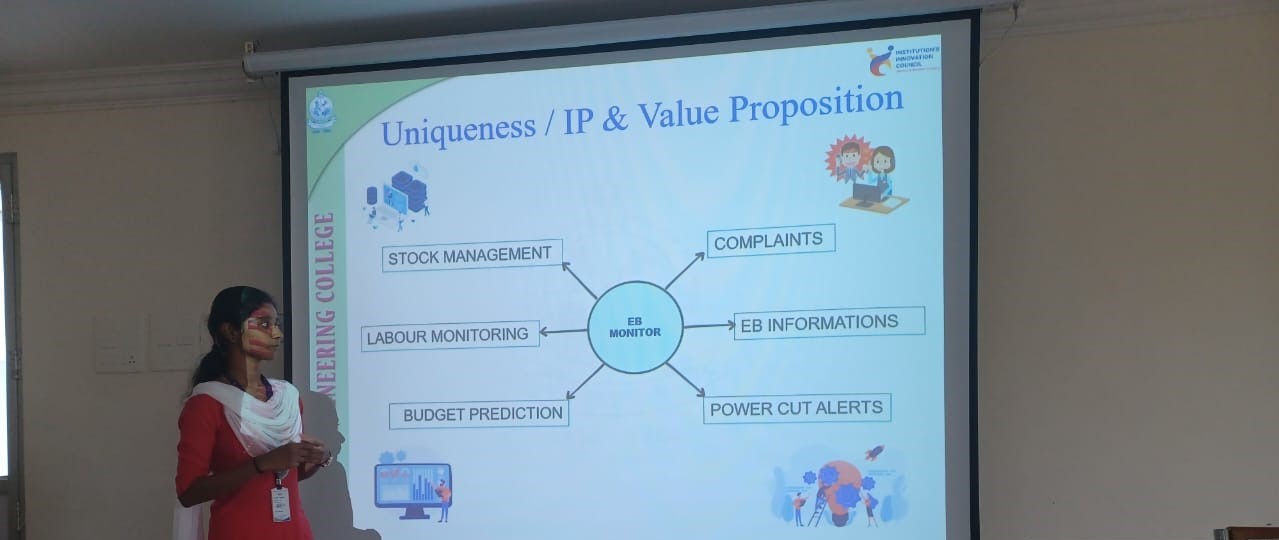 INSTITUTION'S
INNOVATION
COUNCIL
Uniqueness / IP & Value Proposition
STOCK MANAGEMENT
COMPLAINTS
EB
MONITOR
LABOUR MONITORING
EB INFORMATIONS
BUDGET PREDICTION
POWER CUT ALERTS
NEERING COLLEGE